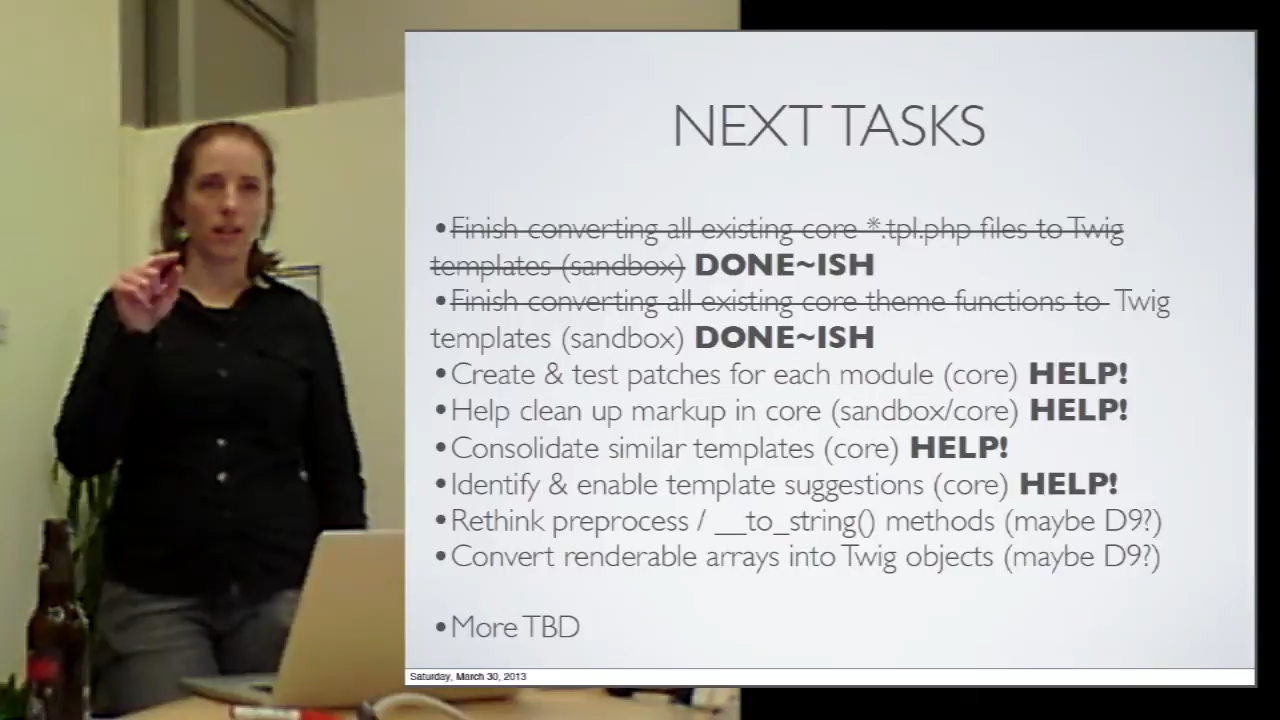 NEXT TASKS
•Finish converting all existing core *.tpl.php files to Twig
templates (sandbox) DONE~ISH
•Finish converting all existing core theme functions to Twig
templates (sandbox) DONE~ISH
•Create & test patches for each module (core) HELP!
•Help clean up markup in core (sandbox/core) HELP!
•Consolidate similar templates (core) HELP!
•Identify & enable template suggestions (core) HELP!
•Rethink preprocess / __to_string() methods (maybe D9?)
•Convert renderable arrays into Twig objects (maybe D9?)
•More TBD
Saturday, March 30, 2013